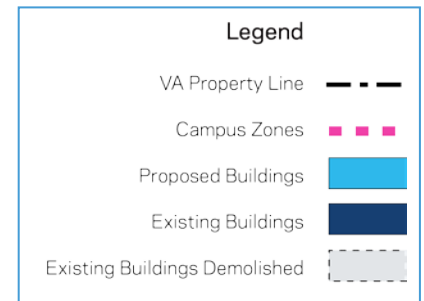 Legend
VA Property Line
Campus Zones
Proposed Buildings
Existing Buildings
Existing Buildings Demolished